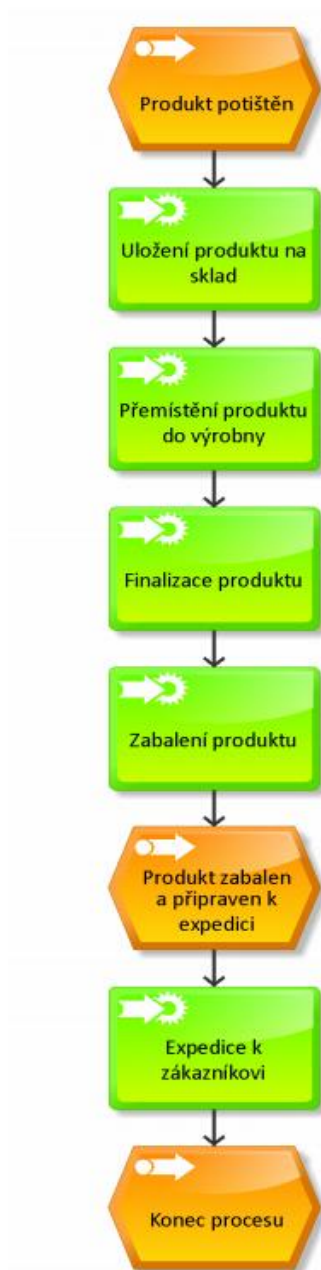 Produkt potištěn
Uložení produktu na
sklad
Přemístění produktu
do výrobny
Finalizace produktu
Zabalení produktu
Produkt zabalen
a připraven k
expedici
Expedice k
zákazníkovi
Konec procesu